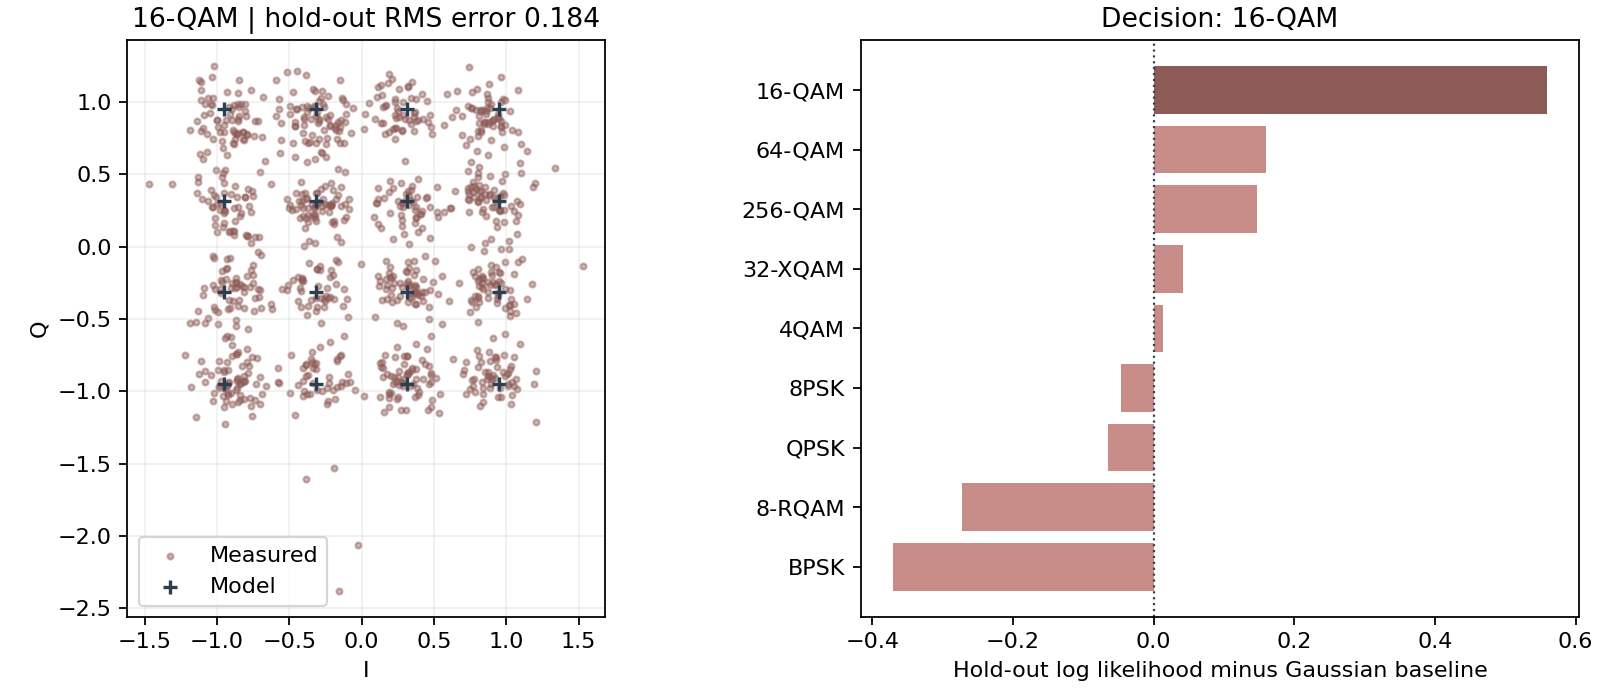 16-QAM | hold-out RMS error 0.184
1.0
0.5
0.0
−0.5
−1.0
−1.5
−2.0
−2.5
Q
Measured
Model
−1.5
−1.0
−0.5
0.0
0.5
1.0
1.5
I
Decision: 16-QAM
16-QAM
64-QAM
256-QAM
32-XQAM
4QAM
8PSK
QPSK
8-RQAM
BPSK
−0.4
−0.2
0.0
0.2
0.4
0.6
Hold-out log likelihood minus Gaussian baseline